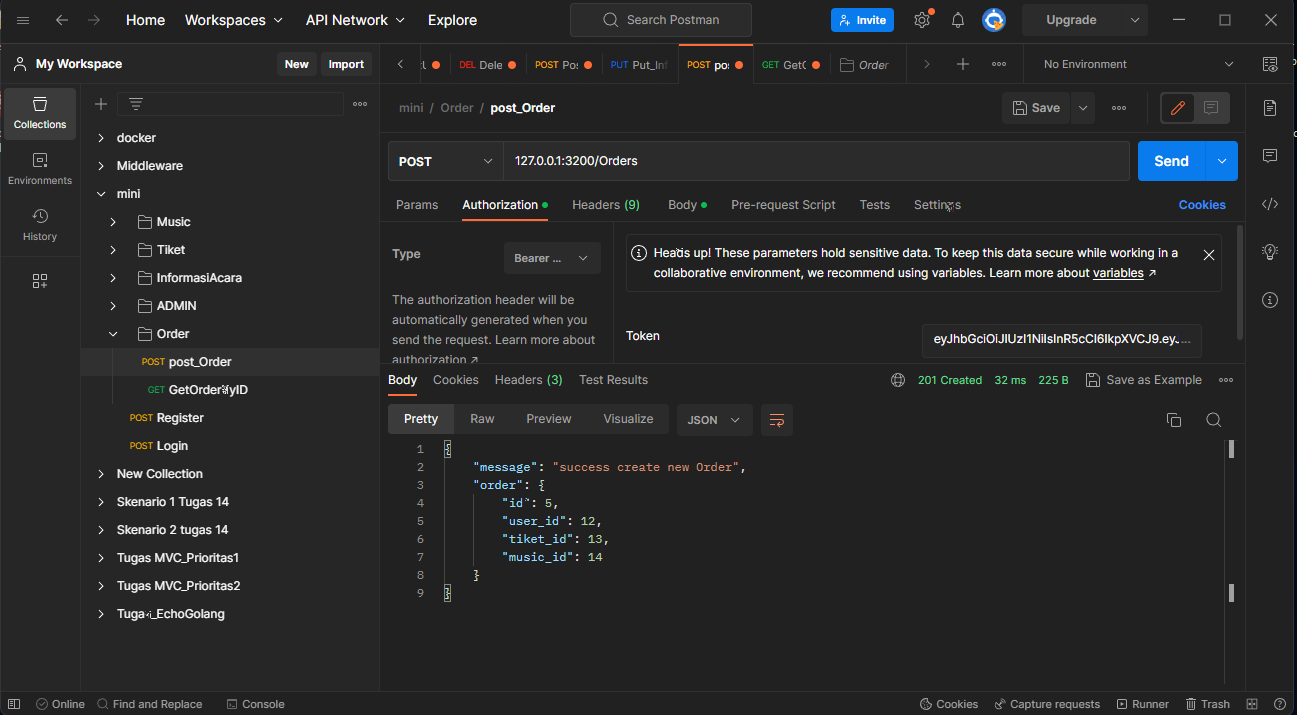 Home Workspaces API Network Explore Search Postman Invite Upgrade
My Workspace New Import DEL Dele POST Pos PUT Put_Inf POST pos GET GetO Order No Environment
Collections
Environments
History
docker
Middleware
mini
Music
Tiket
InformasiAcara
ADMIN
Order
POST post_Order
GET
POST Register
POST Login
New Collection
Skenario 1 Tugas 14
Skenario 2 tugas 14
Tugas MVC_Prioritas1
Tugas MVC_Prioritas2
mini / Order / post_Order Save
POST 127.0.0.1:3200/Orders Send
Params Authorization Headers (9) Body Pre-request Script Tests Settings Cookies
Type Bearer ...
The authorization header will be
automatically generated when you
send the request. Learn more about
authorization ↗
Heads up! These parameters hold sensitive data. To keep this data secure while working in a
collaborative environment, we recommend using variables. Learn more about variables ↗
Token
Body Cookies Headers (3) Test Results 201 Created 32 ms 225 B Save as Example
Pretty Raw Preview Visualize JSON
1 {
2 "message": "success create new Order",
3 "order": {
4 "id": 5,
5 "user_id": 12,
6 "tiket_id": 13,
7 "music_id": 14
8 }
9 }
Online Find and Replace Console Cookies Capture requests Runner Trash